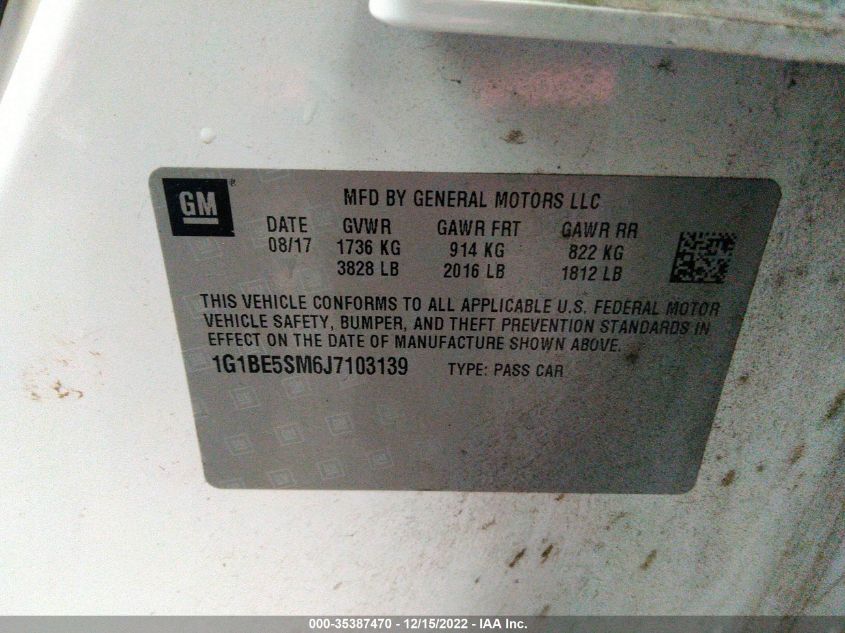 GM
MFD BY GENERAL MOTORS LLC
DATE GVWR GAWR FRT GAWR RR
08/17 1736 KG 914 KG 822 KG
3828 LB 2016 LB 1812 LB
THIS VEHICLE CONFORMS TO ALL APPLICABLE U.S. FEDERAL MOTOR
VEHICLE SAFETY, BUMPER, AND THEFT PREVENTION STANDARDS IN
EFFECT ON THE DATE OF MANUFACTURE SHOWN ABOVE.
1G1BE5SM6J7103139 TYPE: PASS CAR
000-35387470 - 12/15/2022 - IAA Inc.